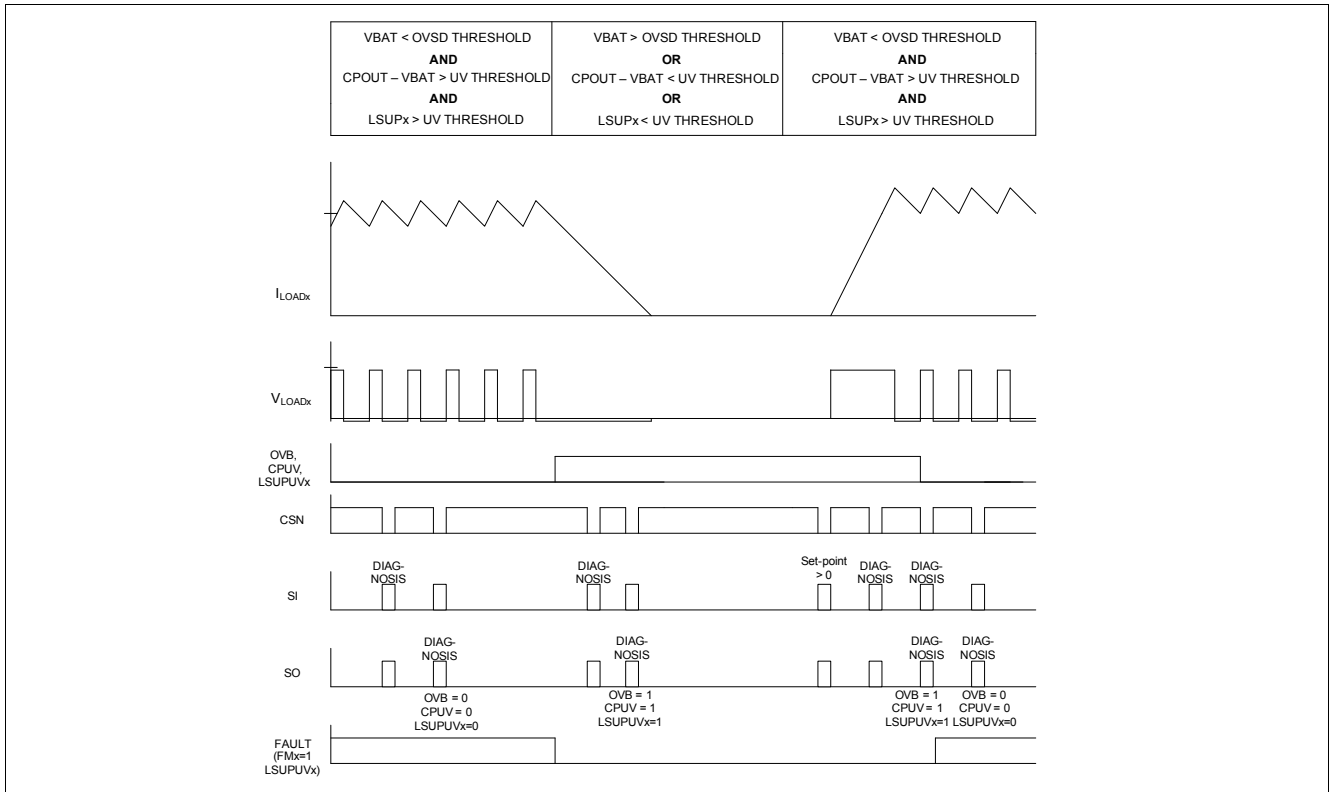 VBAT < OVSD THRESHOLD
AND
CPOUT – VBAT > UV THRESHOLD
AND
LSUPx > UV THRESHOLD
VBAT > OVSD THRESHOLD
OR
CPOUT – VBAT < UV THRESHOLD
OR
LSUPx < UV THRESHOLD
VBAT < OVSD THRESHOLD
AND
CPOUT – VBAT > UV THRESHOLD
AND
LSUPx > UV THRESHOLD
ILOADx
VLOADx
OVB,
CPUV,
LSUPUVx
CSN
SI
DIAG-
NOSIS
DIAG-
NOSIS
Set-point
> 0
DIAG-
NOSIS
DIAG-
NOSIS
SO
DIAG-
NOSIS
OVB = 0
CPUV = 0
LSUPUVx=0
DIAG-
NOSIS
OVB = 1
CPUV = 1
LSUPUVx=1
DIAG-
NOSIS
OVB = 1
CPUV = 1
LSUPUVx=1
DIAG-
NOSIS
OVB = 0
CPUV = 0
LSUPUVx=0
FAULT
(FMx=1
LSUPUVx)